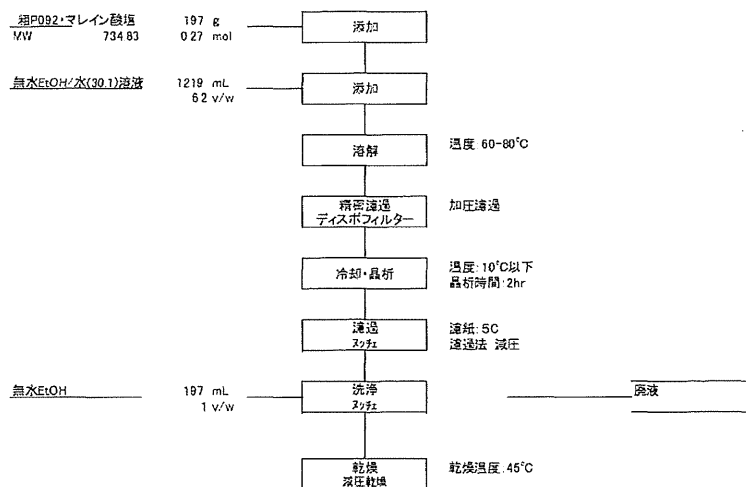 粗P092・マレイン酸塩 197 g 添加
MW 734.83 0.27 mol
無水EtOH/水(30:1)溶液 1219 mL 添加
6.2 v/w
溶解 温度 60-80℃
精密濾過 加圧濾過
ディスポフィルター
冷却・晶析 温度:10℃以下
晶析時間:2hr
濾過 濾紙:5C
ヌッチェ 濾過法 減圧
無水EtOH 197 mL 洗浄 廃液
1 v/w ヌッチェ
乾燥 乾燥温度:45℃
減圧乾燥